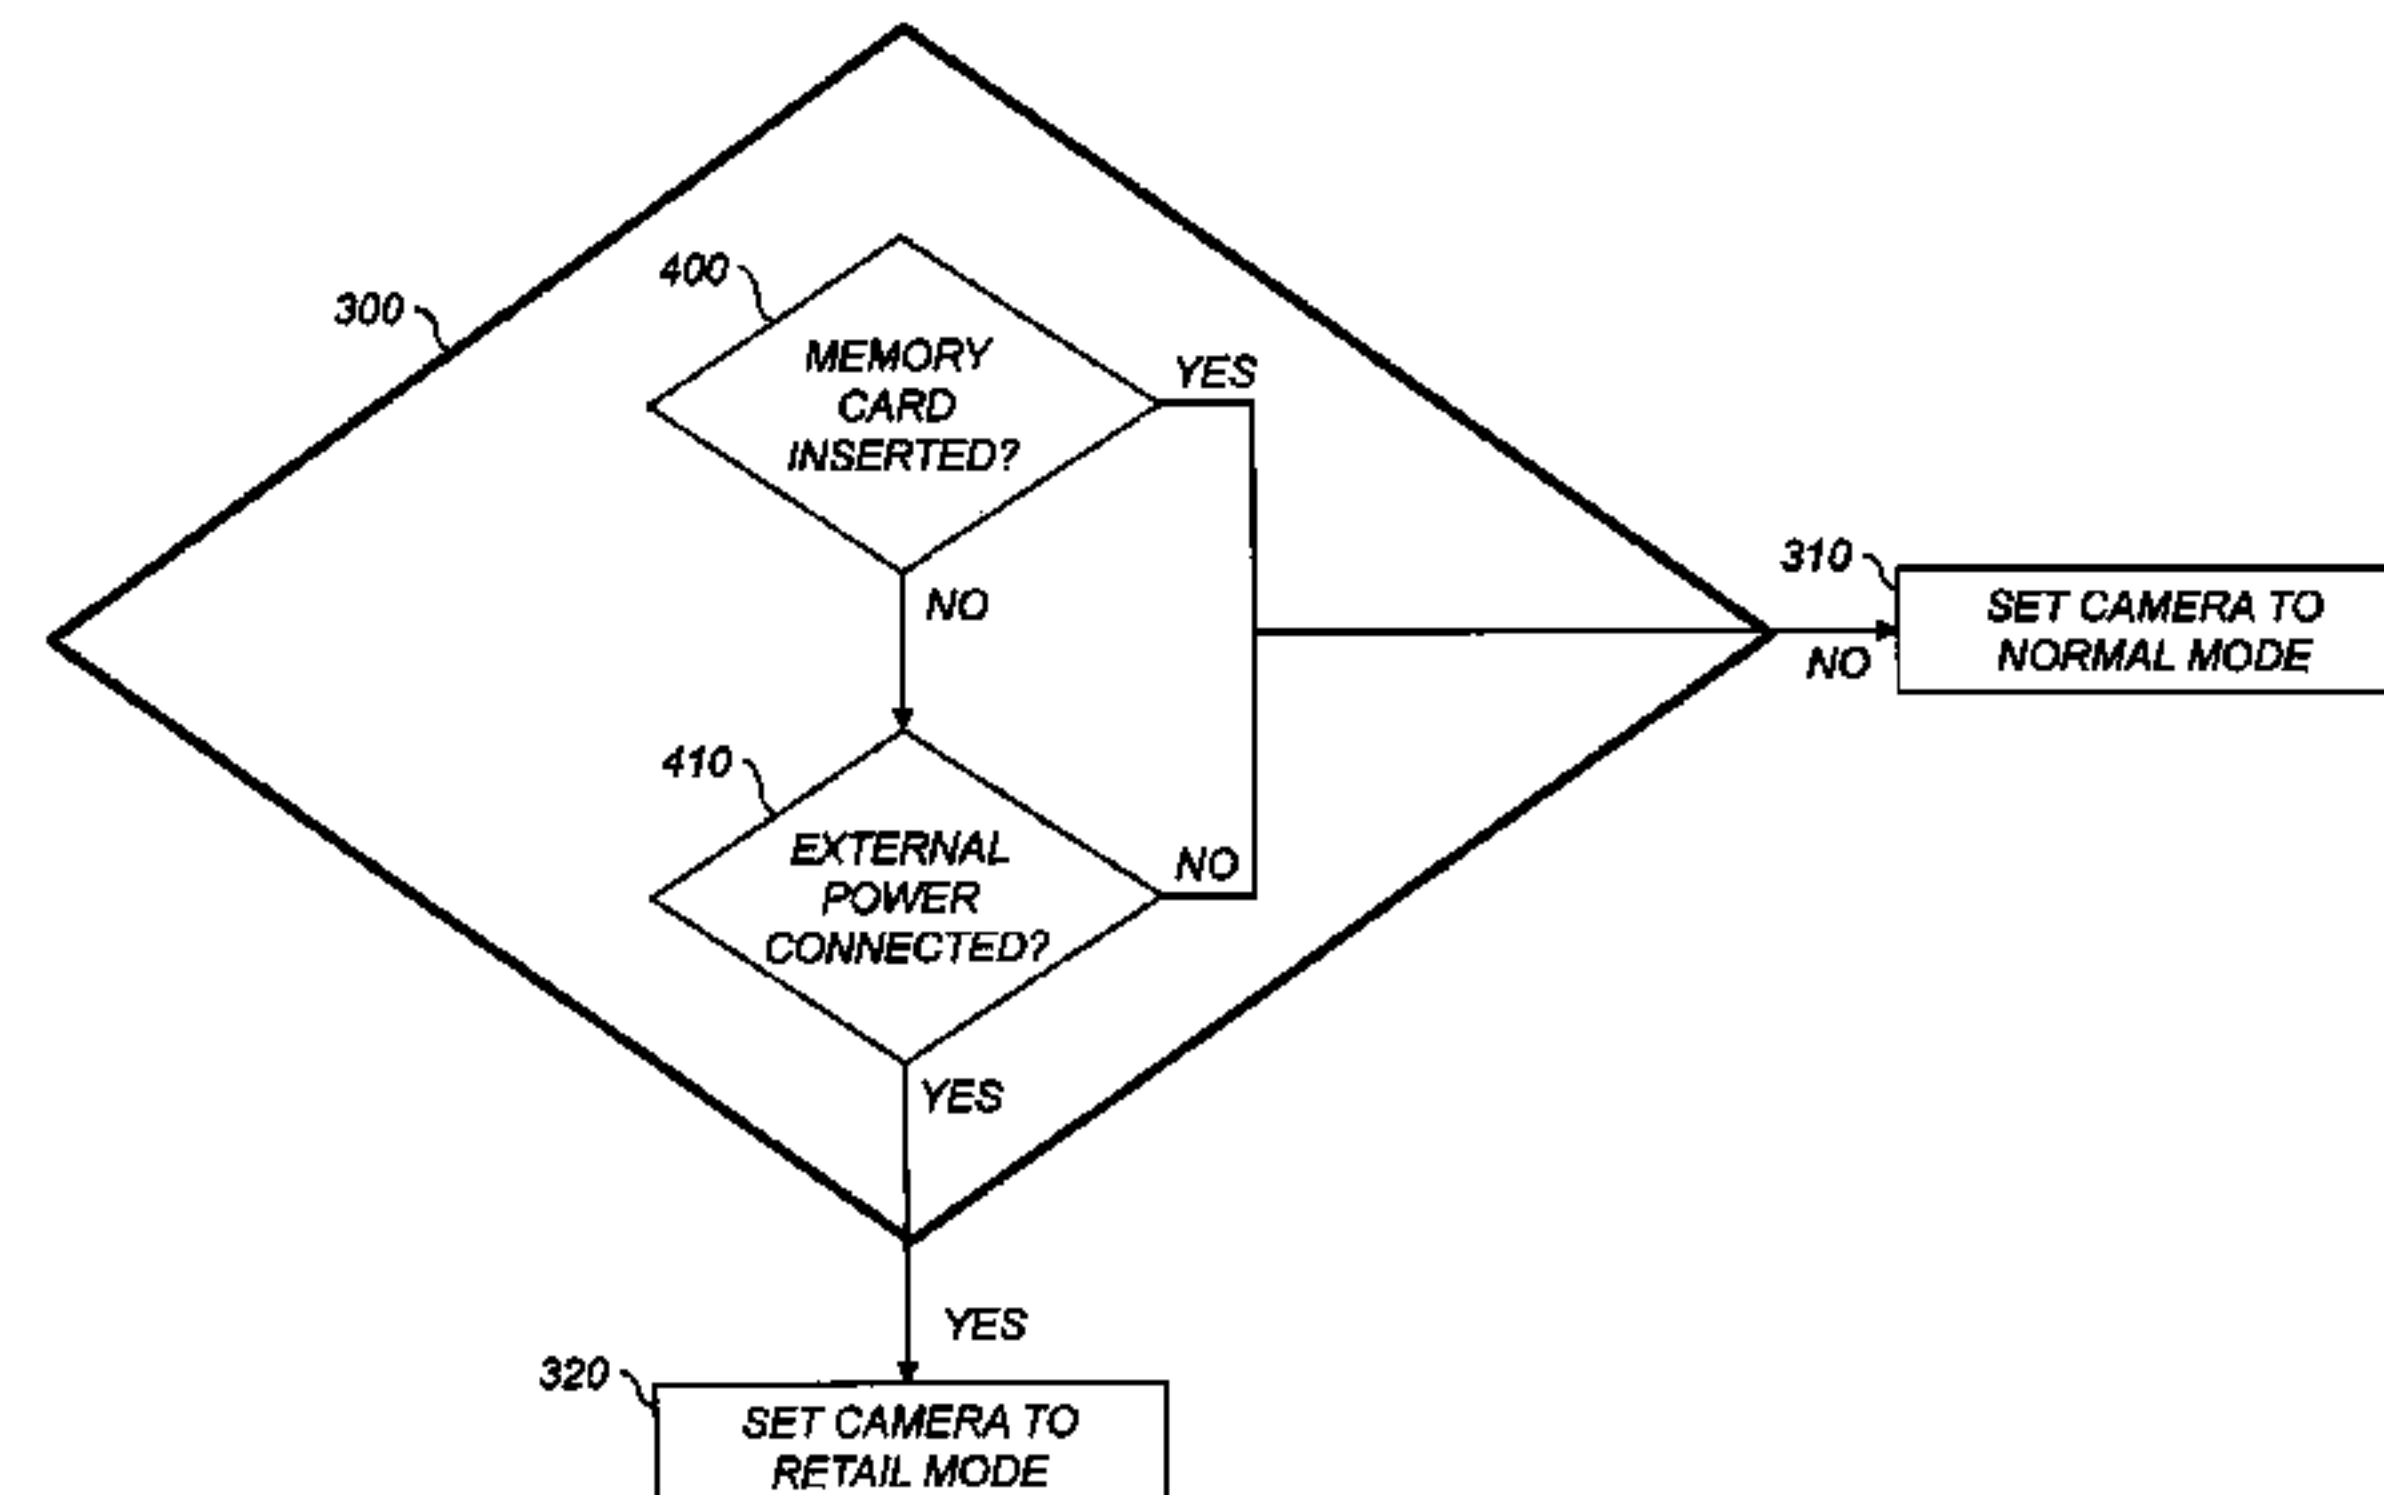 400
300
MEMORY
CARD
INSERTED?
YES
NO
310
SET CAMERA TO
NORMAL MODE
NO
410
EXTERNAL
POWER
CONNECTED?
NO
YES
YES
320
SET CAMERA TO
RETAIL MODE